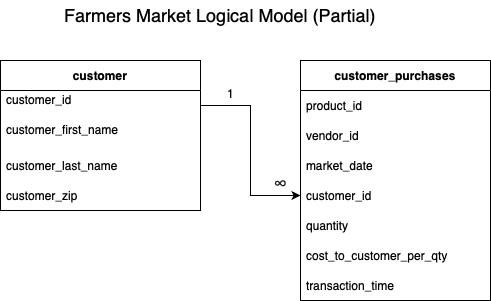 Farmers Market Logical Model (Partial)
customer
customer_id
customer_first_name
customer_last_name
customer_zip
1
∞
customer_purchases
product_id
vendor_id
market_date
customer_id
quantity
cost_to_customer_per_qty
transaction_time